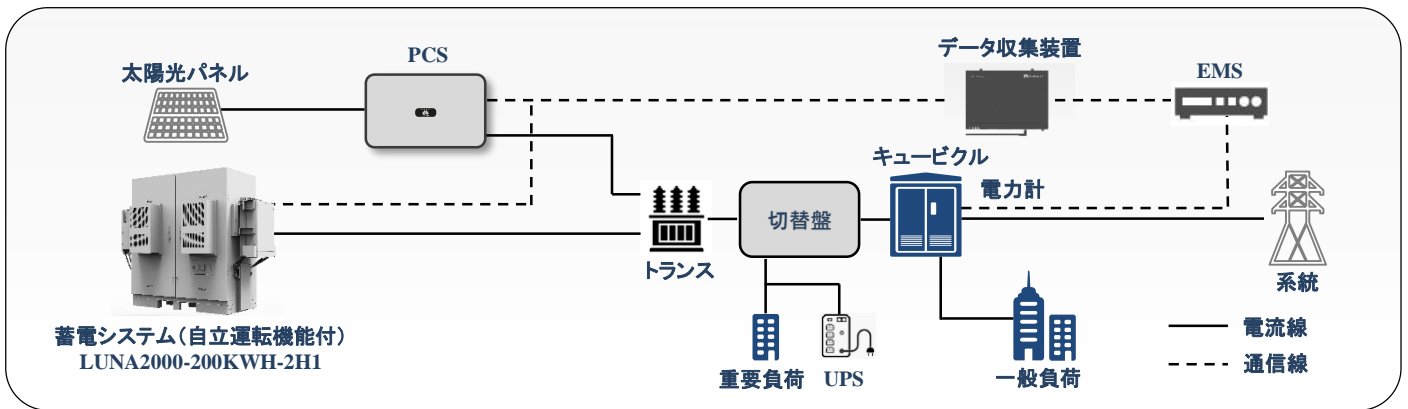 データ収集装置
PCS
EMS
太陽光パネル
キュービクル
電力計
切替盤
トランス
系統
蓄電システム（自立運転機能付）
LUNA2000-200KWH-2H1
電流線
通信線
重要負荷
UPS
一般負荷